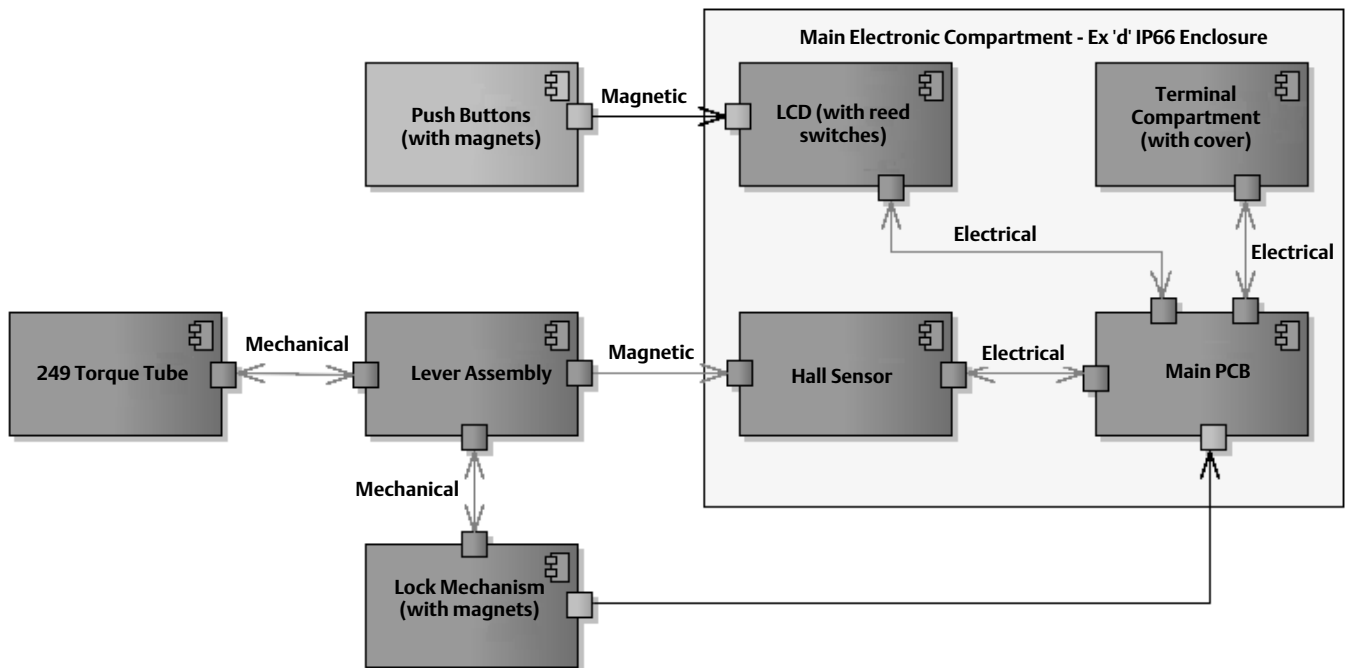 Main Electronic Compartment - Ex 'd' IP66 Enclosure
Push Buttons
(with magnets)
Magnetic
LCD (with reed
switches)
Terminal
Compartment
(with cover)
Electrical
Electrical
249 Torque Tube
Mechanical
Lever Assembly
Magnetic
Hall Sensor
Electrical
Main PCB
Mechanical
Lock Mechanism
(with magnets)